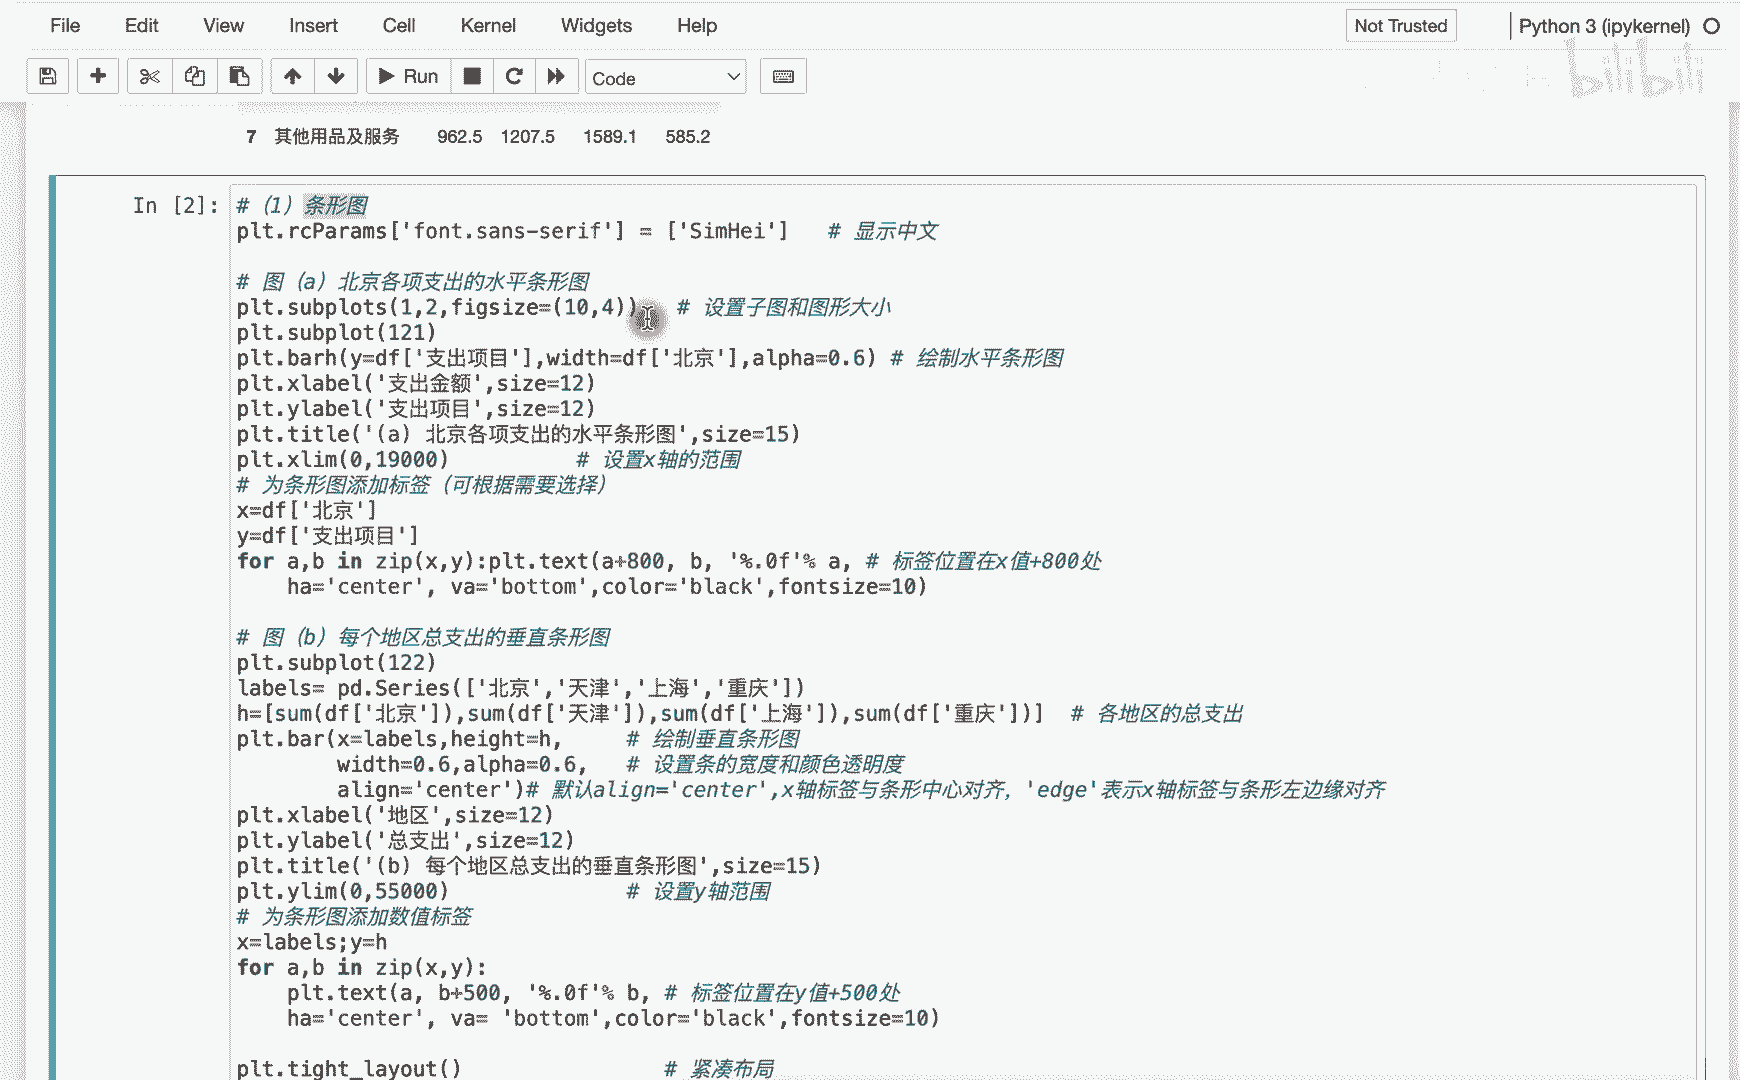 File Edit View Insert Cell Kernel Widgets Help Not Trusted Python 3 (ipykernel)
Run Code
bilibili
7 其他用品及服务 962.5 1207.5 1589.1 585.2
In [2]: # （1）条形图
plt.rcParams['font.sans-serif'] = ['SimHei'] # 显示中文
# 图（a）北京各项支出的水平条形图
plt.subplots(1,2,figsize=(10,4)) # 设置子图和图形大小
plt.subplot(121)
plt.barh(y=df['支出项目'],width=df['北京'],alpha=0.6) # 绘制水平条形图
plt.xlabel('支出金额',size=12)
plt.ylabel('支出项目',size=12)
plt.title('(a) 北京各项支出的水平条形图',size=15)
plt.xlim(0,19000) # 设置x轴的范围
# 为条形图添加标签（可根据需要选择）
x=df['北京']
y=df['支出项目']
for a,b in zip(x,y):plt.text(a+800, b, '%.0f'% a, # 标签位置在x值+800处
ha='center', va='bottom',color='black',fontsize=10)
# 图（b）每个地区总支出的垂直条形图
plt.subplot(122)
labels= pd.Series(['北京','天津','上海','重庆'])
h=[sum(df['北京']),sum(df['天津']),sum(df['上海']),sum(df['重庆'])] # 各地区的总支出
plt.bar(x=labels,height=h, # 绘制垂直条形图
width=0.6,alpha=0.6, # 设置条的宽度和颜色透明度
align='center')# 默认align='center',x轴标签与条形中心对齐，'edge'表示x轴标签与条形左边缘对齐
plt.xlabel('地区',size=12)
plt.ylabel('总支出',size=12)
plt.title('(b) 每个地区总支出的垂直条形图',size=15)
plt.ylim(0,55000) # 设置y轴范围
# 为条形图添加数值标签
x=labels;y=h
for a,b in zip(x,y):
plt.text(a, b+500, '%.0f'% b, # 标签位置在y值+500处
ha='center', va= 'bottom',color='black',fontsize=10)
plt.tight_layout() # 紧凑布局